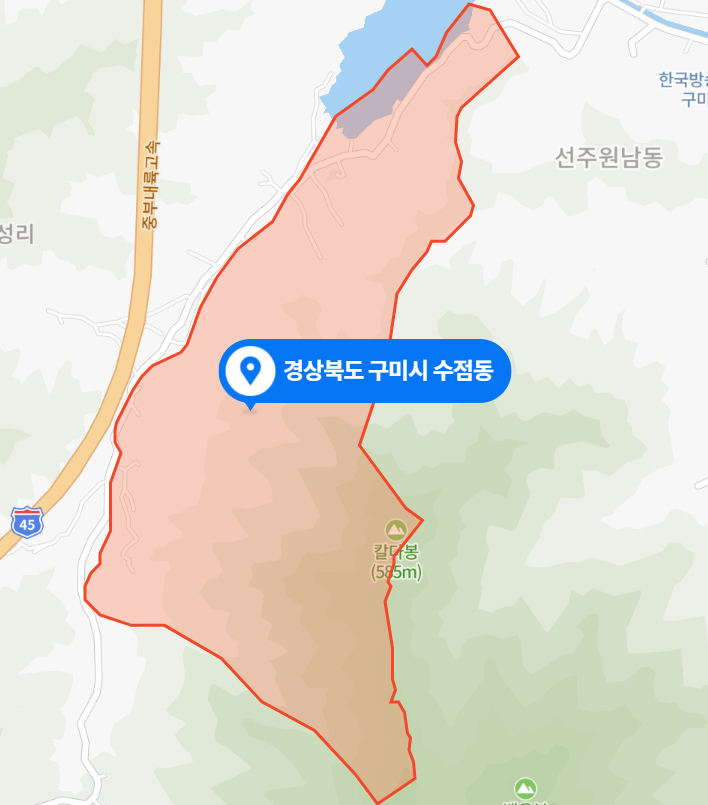 한국방송
구미
선주원남동
중부내륙고속
성리
경상북도 구미시 수점동
45
칼다봉
(585m)